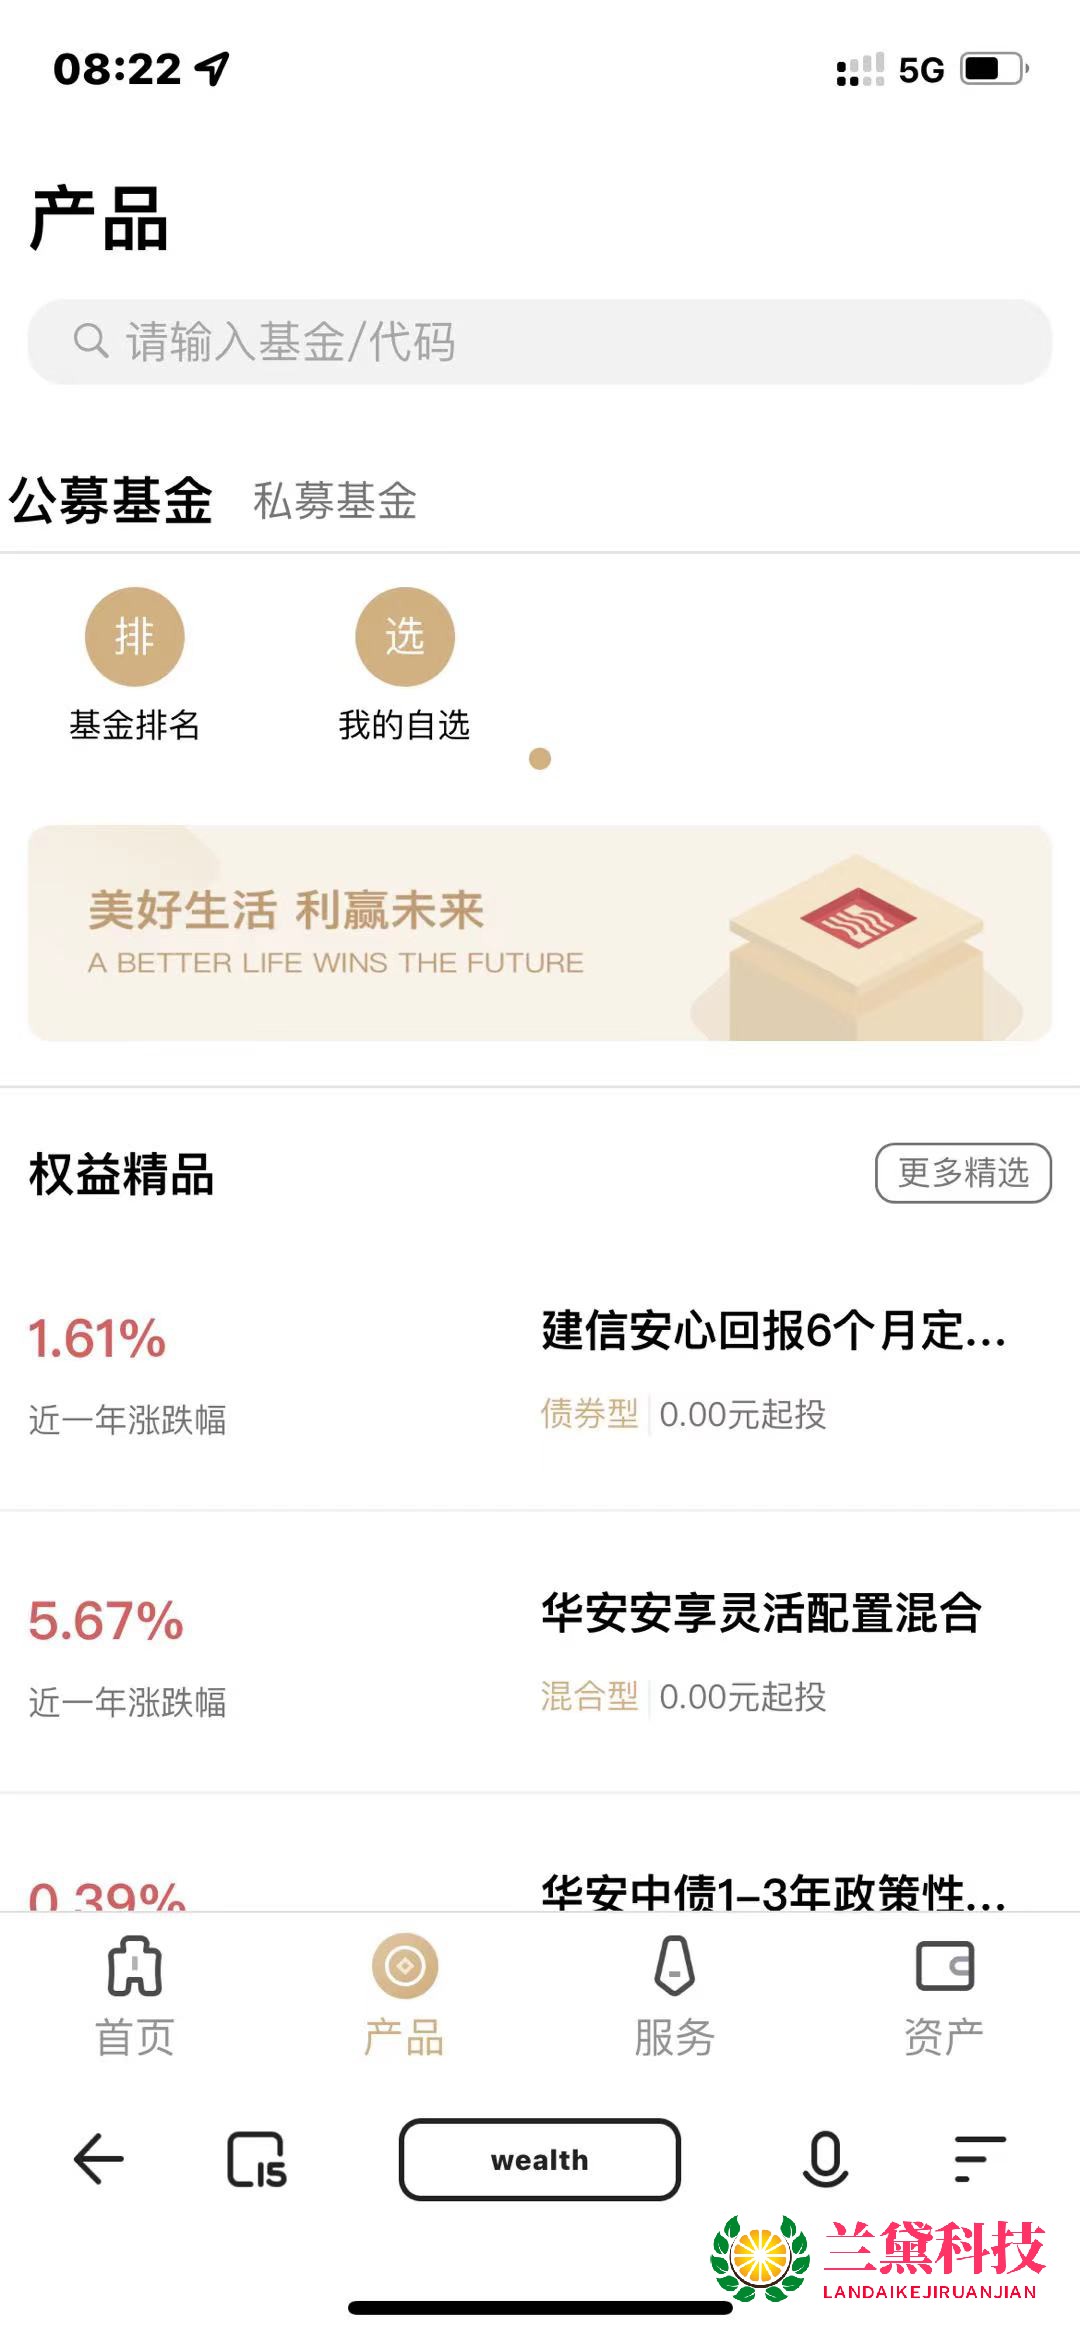 08:22
5G
产品
请输入基金/代码
公募基金 私募基金
排 选
基金排名 我的自选
美好生活 利赢未来
A BETTER LIFE WINS THE FUTURE
权益精品 更多精选
1.61% 建信安心回报6个月定...
近一年涨跌幅 债券型 0.00元起投
5.67% 华安安享灵活配置混合
近一年涨跌幅 混合型 0.00元起投
0.39% 华安中债1-3年政策性...
首页 产品 服务 资产
15 wealth
兰黛科技
LANDAIKEJIRUANJIAN